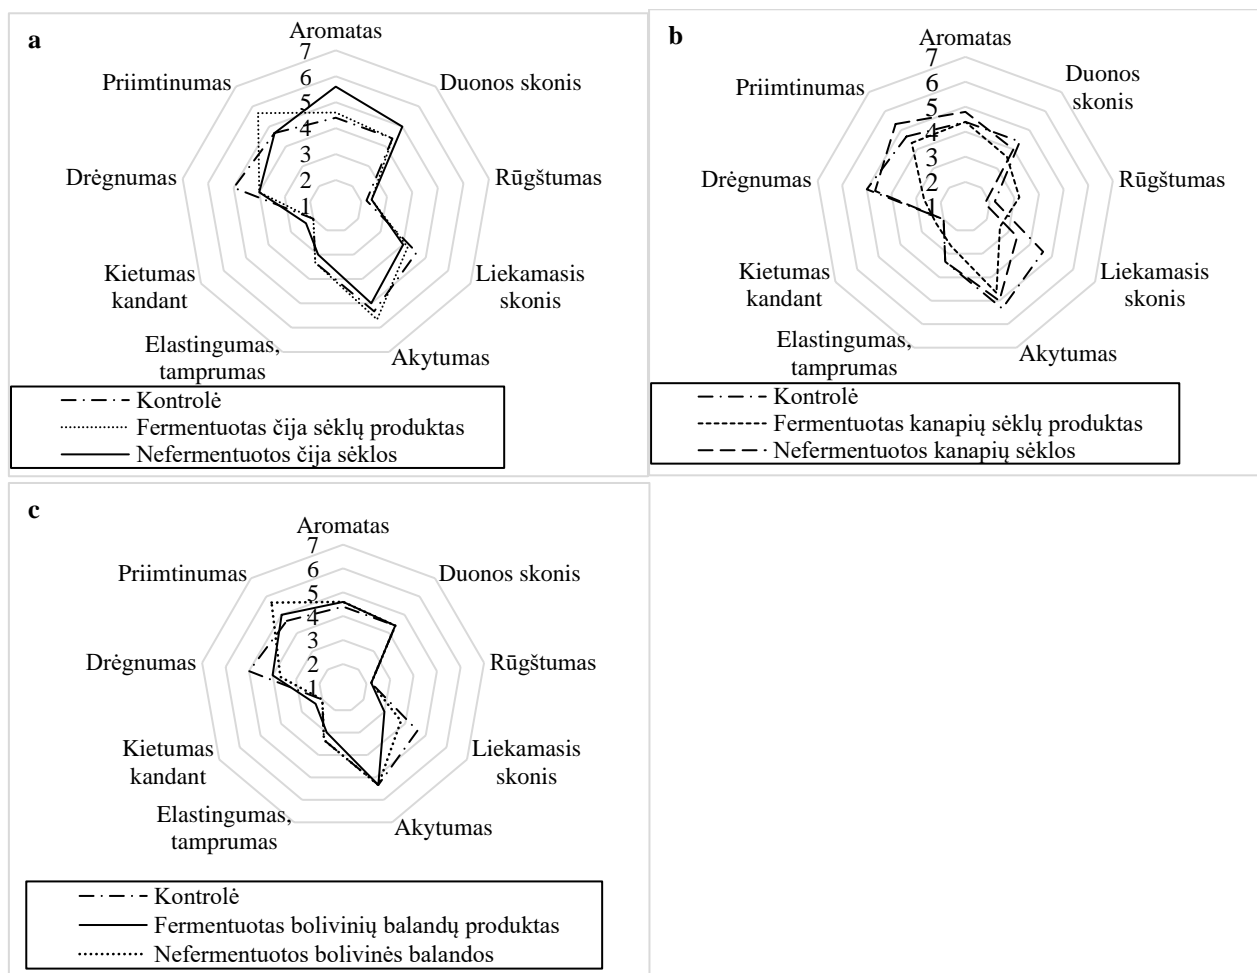 a
Aromatas
Duonos skonis
Rūgštumas
Liekamasis
skonis
Akytumas
Elastingumas,
tamprumas
Kietumas
kandant
Drėgnumas
Priimtinumas
7
6
5
4
3
2
1
Kontrolė
Fermentuotas čija sėklų produktas
Nefermentuotos čija sėklos
b
Aromatas
Duonos
skonis
Rūgštumas
Liekamasis
skonis
Akytumas
Elastingumas,
tamprumas
Kietumas
kandant
Drėgnumas
Priimtinumas
7
6
5
4
3
2
1
Kontrolė
Fermentuotas kanapių sėklų produktas
Nefermentuotos kanapių sėklos
c
Aromatas
Duonos skonis
Rūgštumas
Liekamasis
skonis
Akytumas
Elastingumas,
tamprumas
Kietumas
kandant
Drėgnumas
Priimtinumas
7
6
5
4
3
2
1
Kontrolė
Fermentuotas bolivinių balandų produktas
Nefermentuotos bolivinės balandos